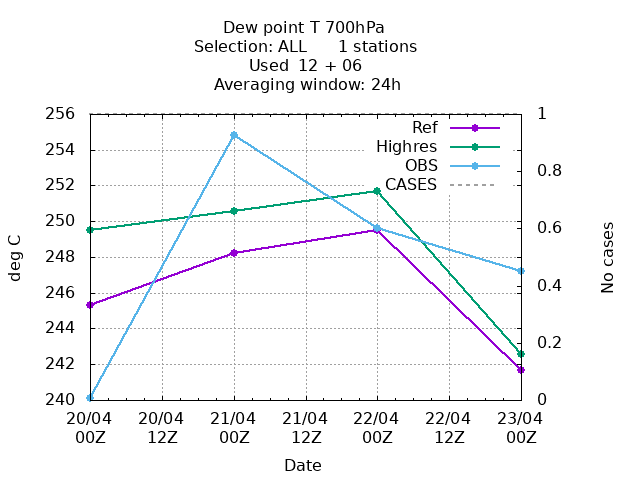 Dew point T 700hPa
Selection: ALL      1 stations
Used  12 + 06
Averaging window: 24h
256
254
252
250
248
246
244
242
240
deg C
1
0.8
0.6
0.4
0.2
0
No cases
Ref
Highres
OBS
CASES
20/04 20/04 21/04 21/04 22/04 22/04 23/04
00Z 12Z 00Z 12Z 00Z 12Z 00Z
Date